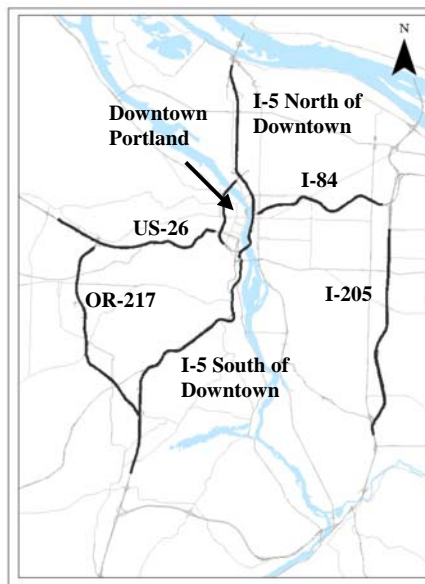 N
I-5 North of
Downtown
Downtown
Portland
I-84
US-26
OR-217
I-205
I-5 South of
Downtown